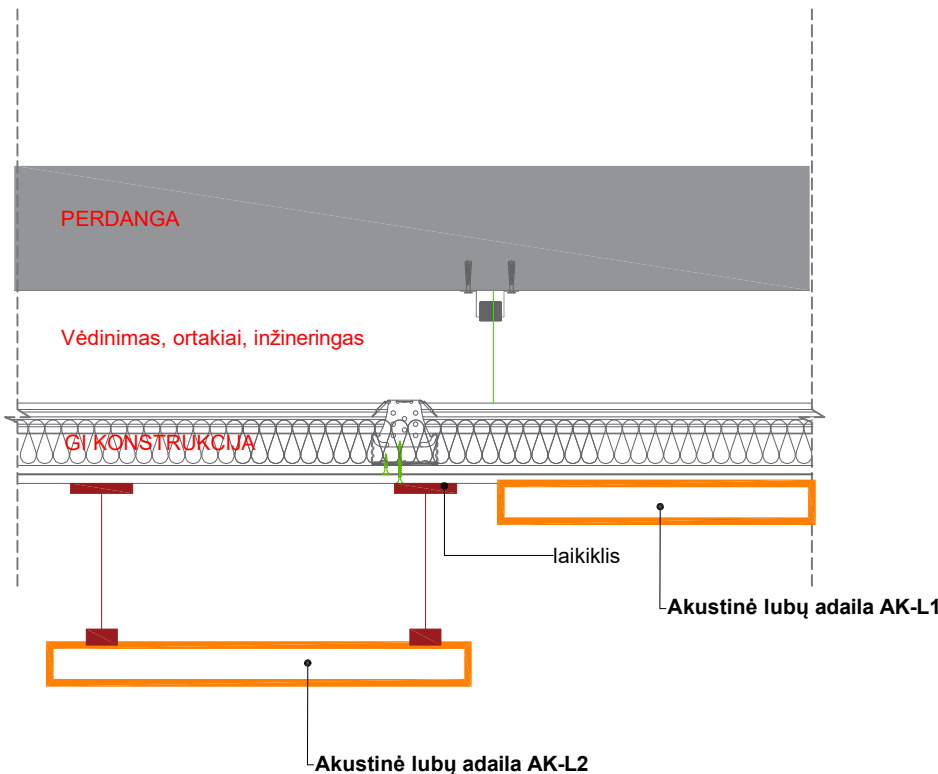 PERDANGA
Vėdinimas, ortakiai, inžineringas
GI KONSTRUKCIJA
laikiklis
Akustinė lubų adaila AK-L1
Akustinė lubų adaila AK-L2